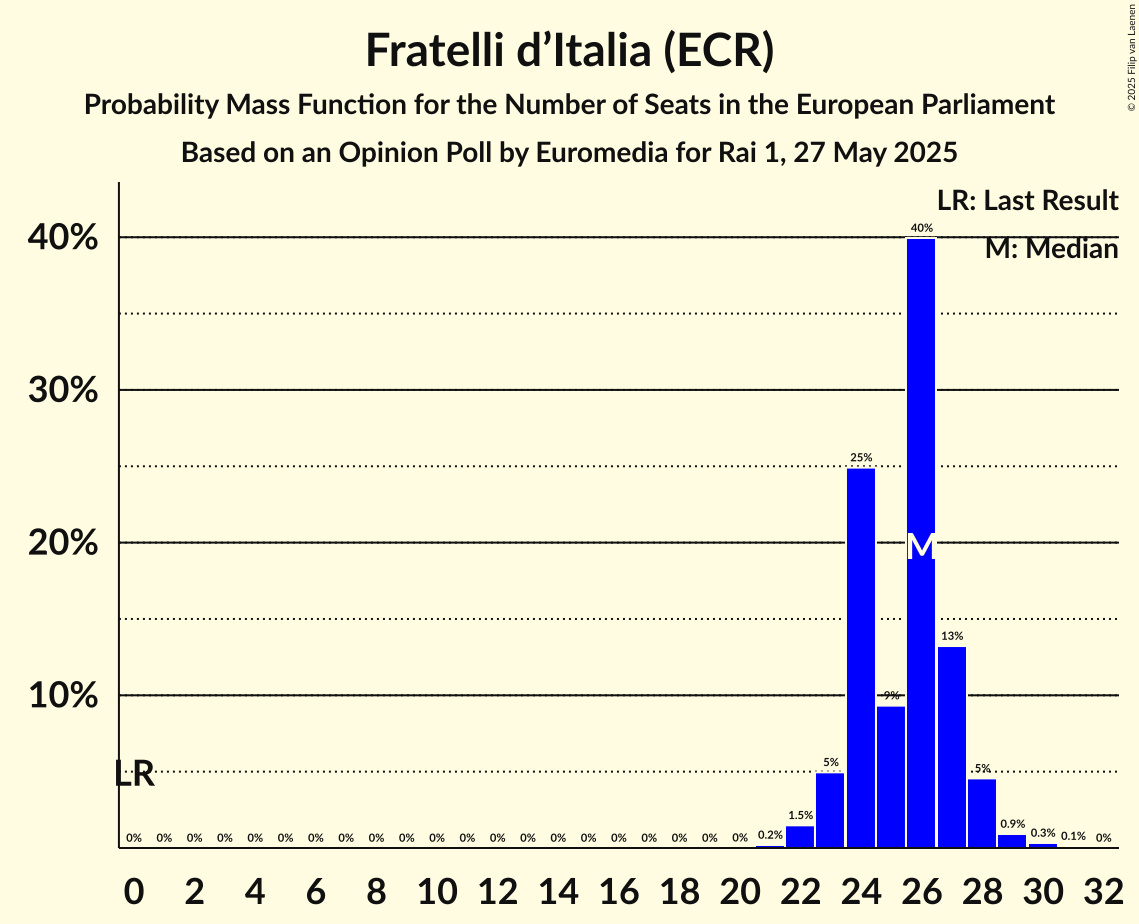 Fratelli d’Italia (ECR)
Probability Mass Function for the Number of Seats in the European Parliament
Based on an Opinion Poll by Euromedia for Rai 1, 27 May 2025
© 2025 Filip van Laenen
LR: Last Result
M: Median
40%
30%
20%
10%
LR
M
0% 0% 0% 0% 0% 0% 0% 0% 0% 0% 0% 0% 0% 0% 0% 0% 0% 0% 0% 0% 0% 0.2% 1.5% 5% 25% 9% 40% 13% 5% 0.9% 0.3% 0.1% 0%
0 2 4 6 8 10 12 14 16 18 20 22 24 26 28 30 32